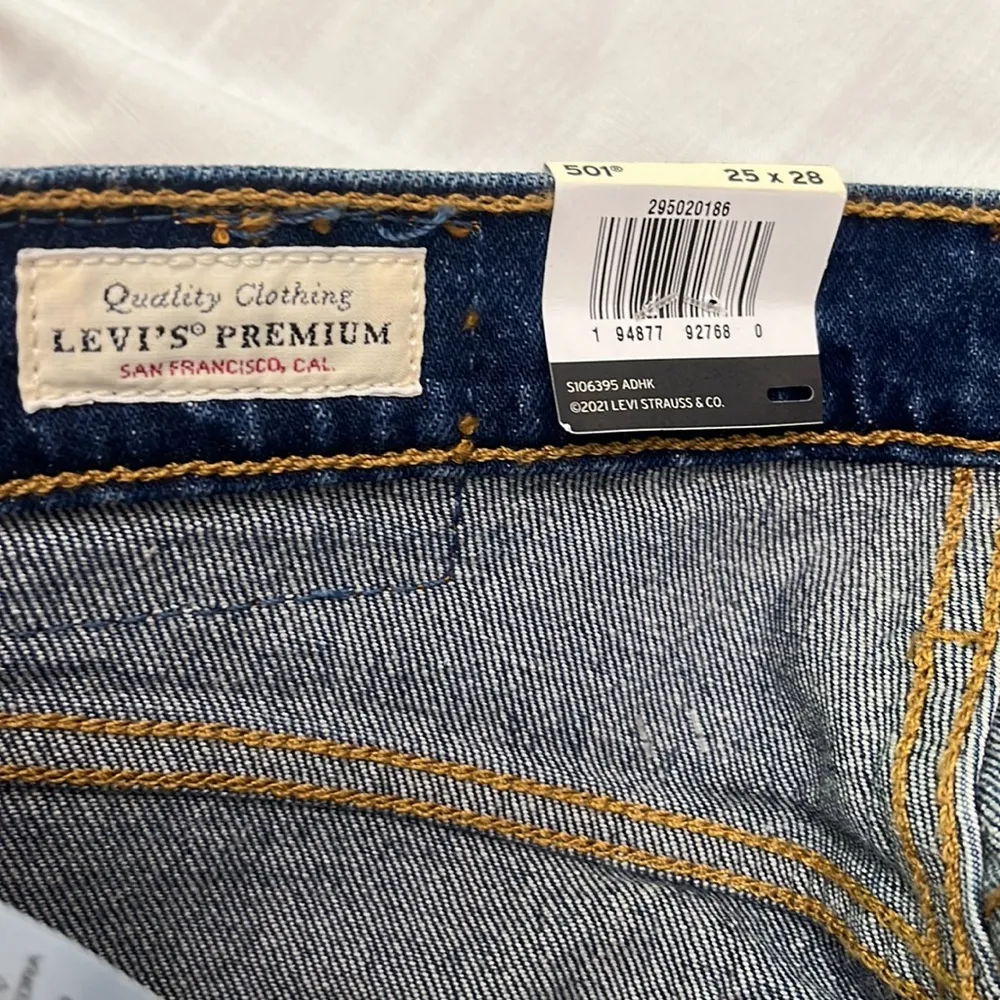 Quality Clothing
LEVI'S® PREMIUM
SAN FRANCISCO, CAL.
501® 25 x 28
295020186
1 94877 92768 0
S106395 ADHK
©2021 LEVI STRAUSS & CO.